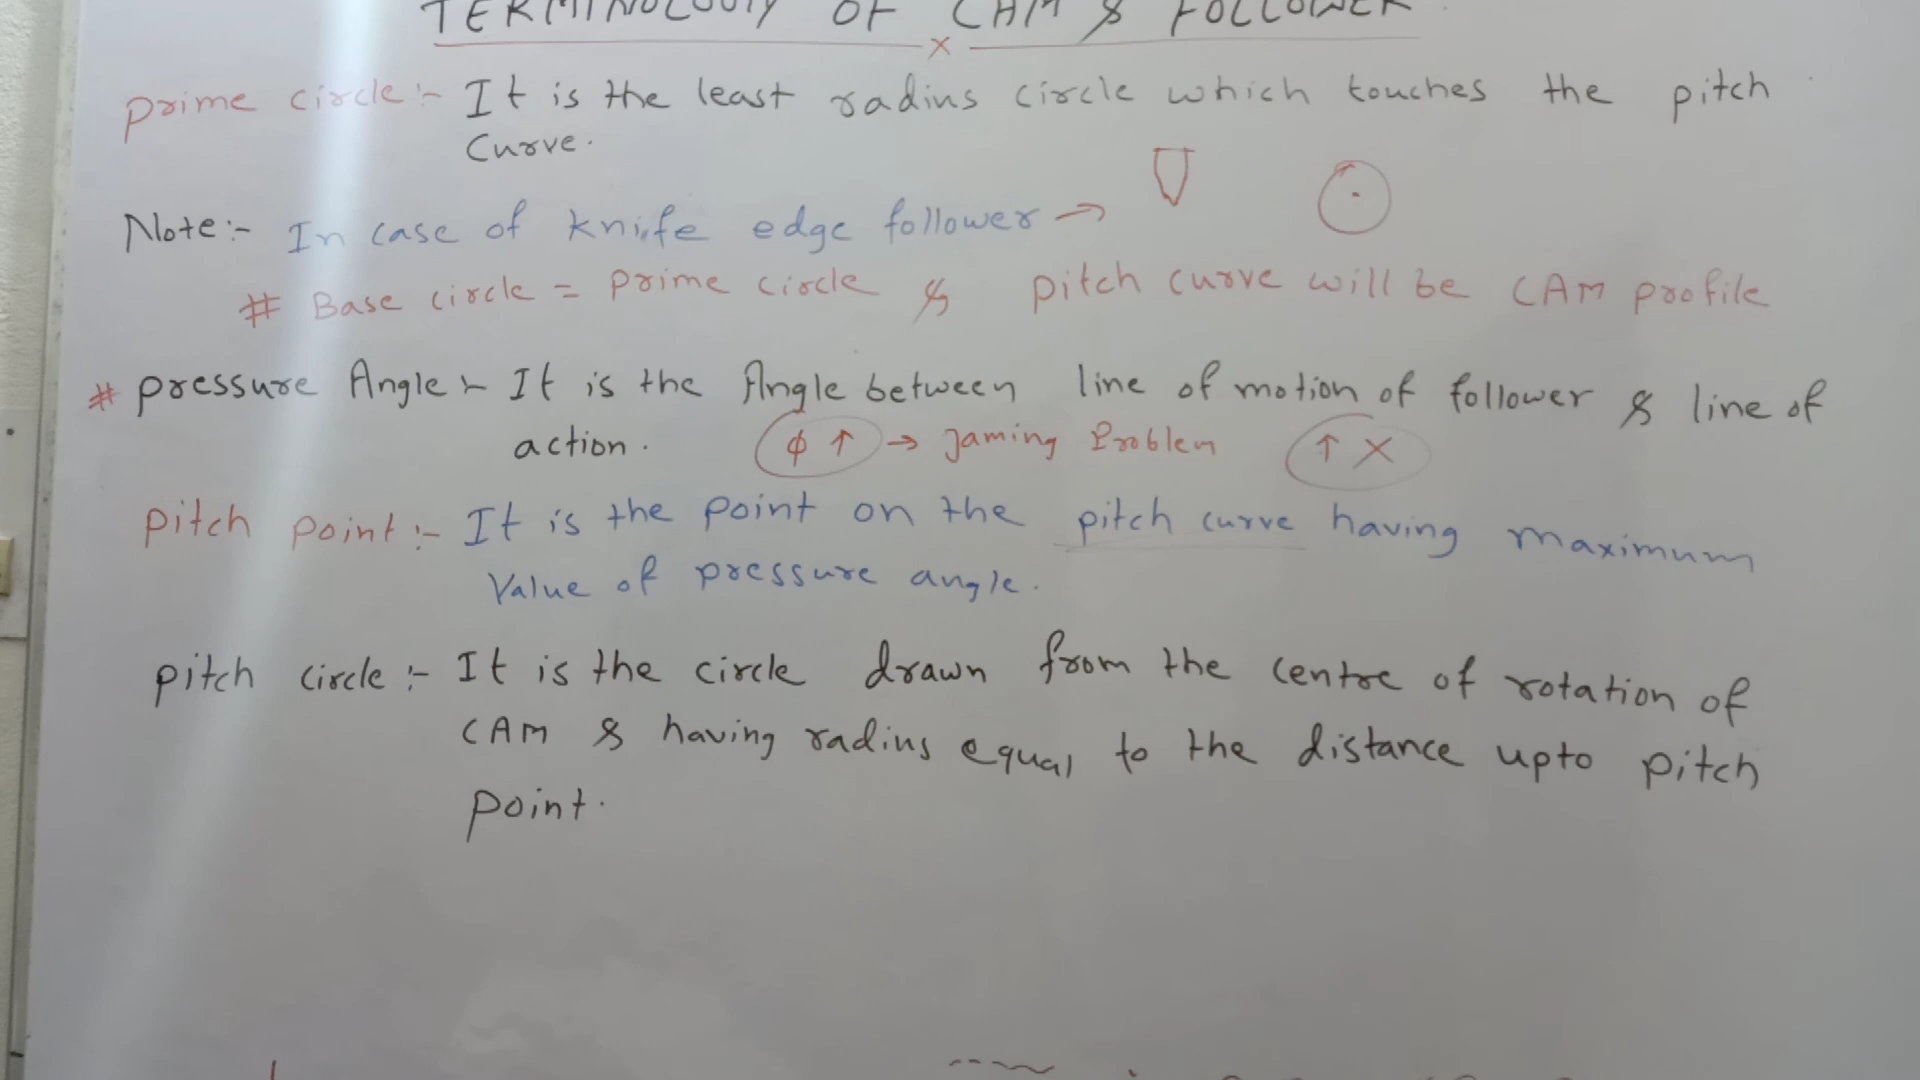 TERMINOLOGY OF CAM & FOLLOWER
prime circle:- It is the least radius circle which touches the pitch
Curve.
Note:- In case of knife edge follower →
# Base circle = prime circle & pitch curve will be CAM profile
# pressure Angle:- It is the Angle between line of motion of follower & line of
action. φ ↑ → Jaming Problem ↑ X
pitch point:- It is the point on the pitch curve having maximum
Value of pressure angle.
pitch circle:- It is the circle drawn from the centre of rotation of
CAM & having radius equal to the distance upto pitch
point.